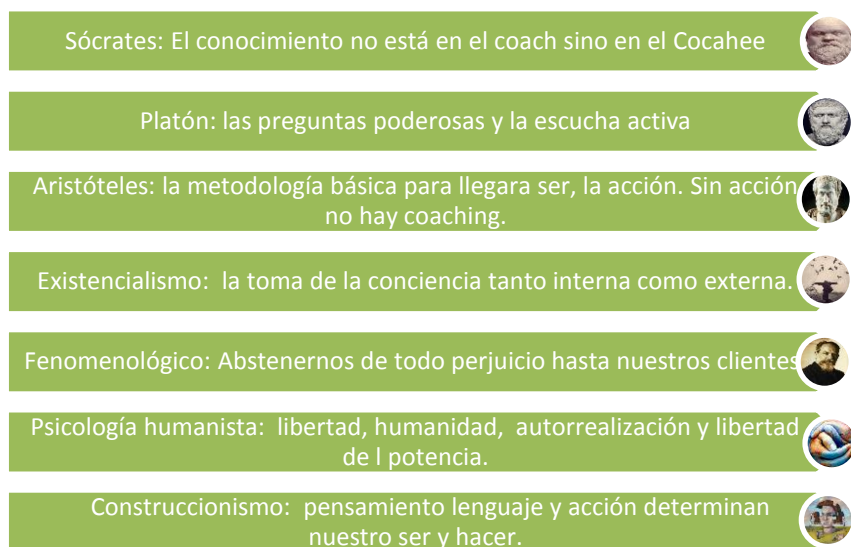 Sócrates: El conocimiento no está en el coach sino en el Cocahee
Platón: las preguntas poderosas y la escucha activa
Aristóteles: la metodología básica para llegara ser, la acción. Sin acción
no hay coaching.
Existencialismo: la toma de la conciencia tanto interna como externa.
Fenomenológico: Abstenernos de todo perjuicio hasta nuestros clientes
Psicología humanista: libertad, humanidad, autorrealización y libertad
de l potencia.
Construccionismo: pensamiento lenguaje y acción determinan
nuestro ser y hacer.